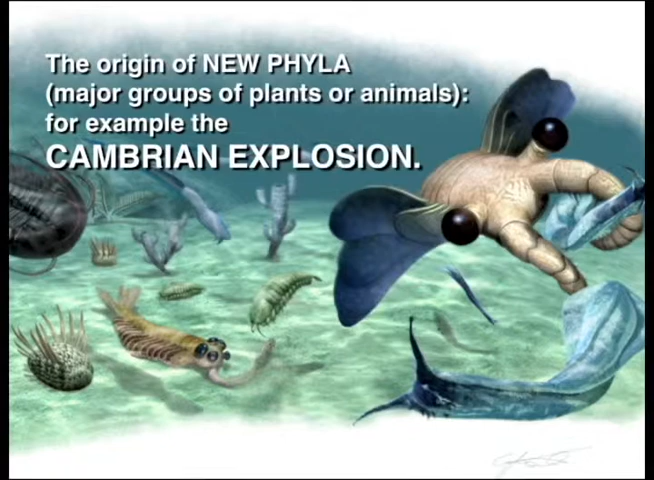 The origin of NEW PHYLA
(major groups of plants or animals):
for example the
CAMBRIAN EXPLOSION.